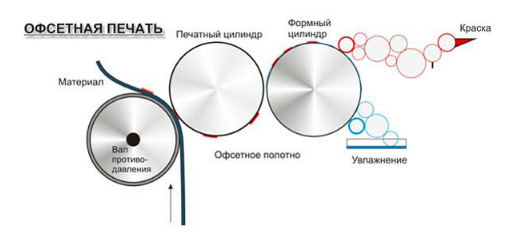 ОФСЕТНАЯ ПЕЧАТЬ
Печатный цилиндр
Формный
цилиндр
Краска
Материал
Вал
противо-
давления
Офсетное полотно
Увлажнение